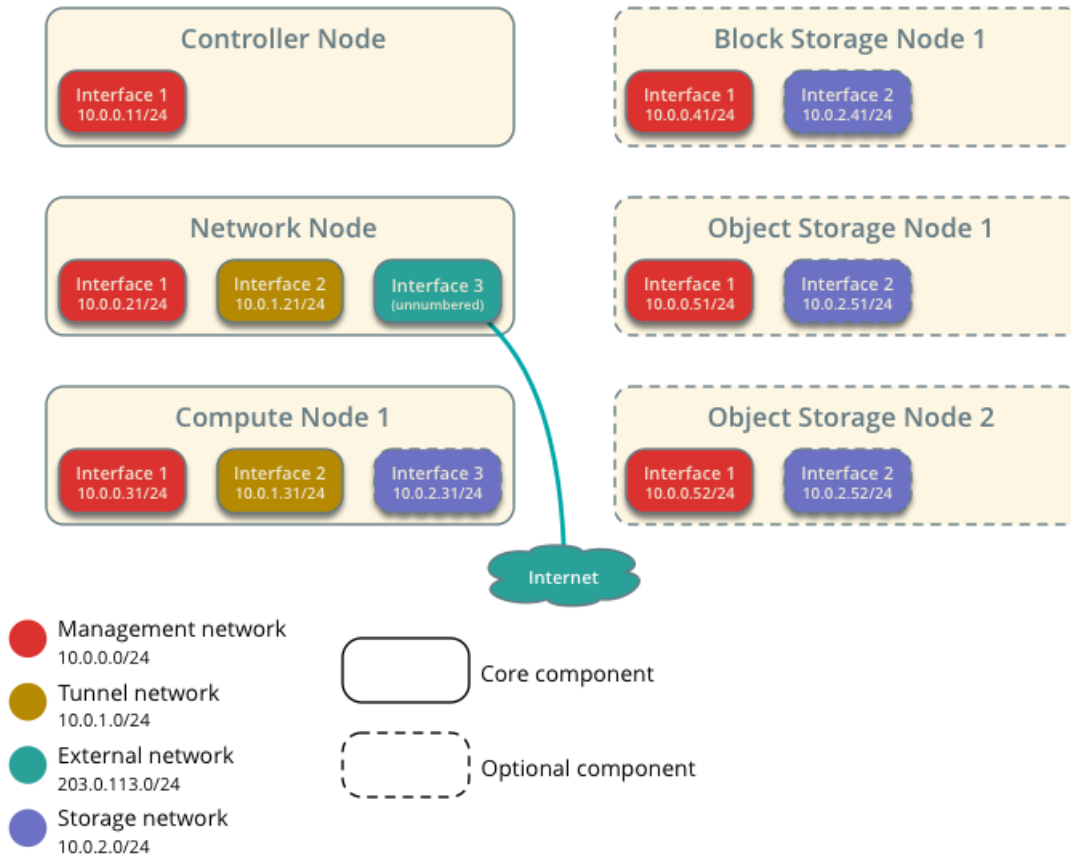 Controller Node
Interface 1
10.0.0.11/24
Block Storage Node 1
Interface 1
10.0.0.41/24
Interface 2
10.0.2.41/24
Network Node
Interface 1
10.0.0.21/24
Interface 2
10.0.1.21/24
Interface 3
(unnumbered)
Object Storage Node 1
Interface 1
10.0.0.51/24
Interface 2
10.0.2.51/24
Compute Node 1
Interface 1
10.0.0.31/24
Interface 2
10.0.1.31/24
Interface 3
10.0.2.31/24
Object Storage Node 2
Interface 1
10.0.0.52/24
Interface 2
10.0.2.52/24
Internet
Management network
10.0.0.0/24
Tunnel network
10.0.1.0/24
External network
203.0.113.0/24
Storage network
10.0.2.0/24
Core component
Optional component